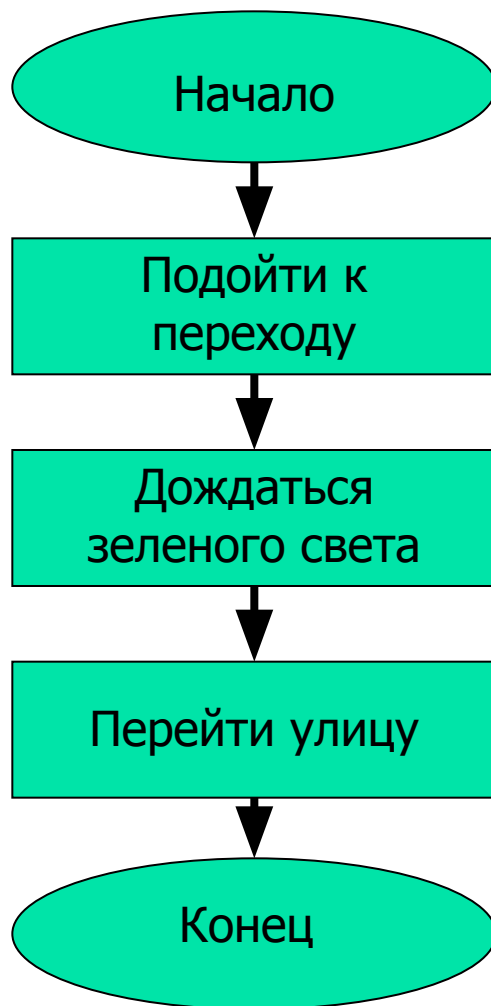 Начало
Подойти к
переходу
Дождаться
зеленого света
Перейти улицу
Конец